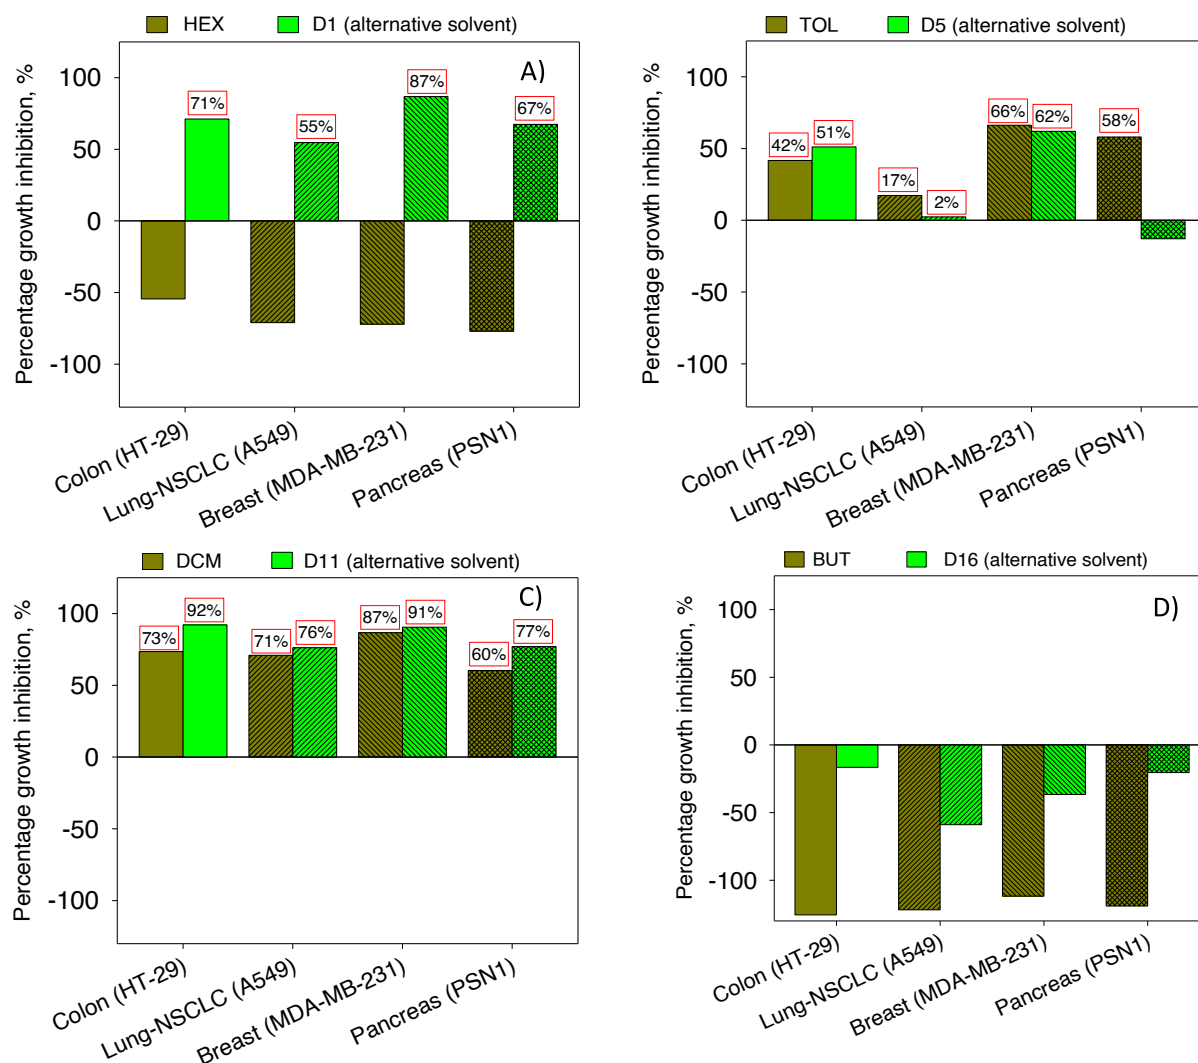 HEX D1 (alternative solvent)
Percentage growth inhibition, %
100
50
0
-50
-100
A)
71%
55%
87%
67%
Colon (HT-29)
Lung-NSCLC (A549)
Breast (MDA-MB-231)
Pancreas (PSN1)
TOL D5 (alternative solvent)
Percentage growth inhibition, %
100
50
0
-50
-100
42%
51%
17%
2%
66%
62%
58%
Colon (HT-29)
Lung-NSCLC (A549)
Breast (MDA-MB-231)
Pancreas (PSN1)
DCM D11 (alternative solvent)
Percentage growth inhibition, %
100
50
0
-50
-100
C)
73%
92%
71%
76%
87%
91%
60%
77%
Colon (HT-29)
Lung-NSCLC (A549)
Breast (MDA-MB-231)
Pancreas (PSN1)
BUT D16 (alternative solvent)
Percentage growth inhibition, %
100
50
0
-50
-100
D)
Colon (HT-29)
Lung-NSCLC (A549)
Breast (MDA-MB-231)
Pancreas (PSN1)